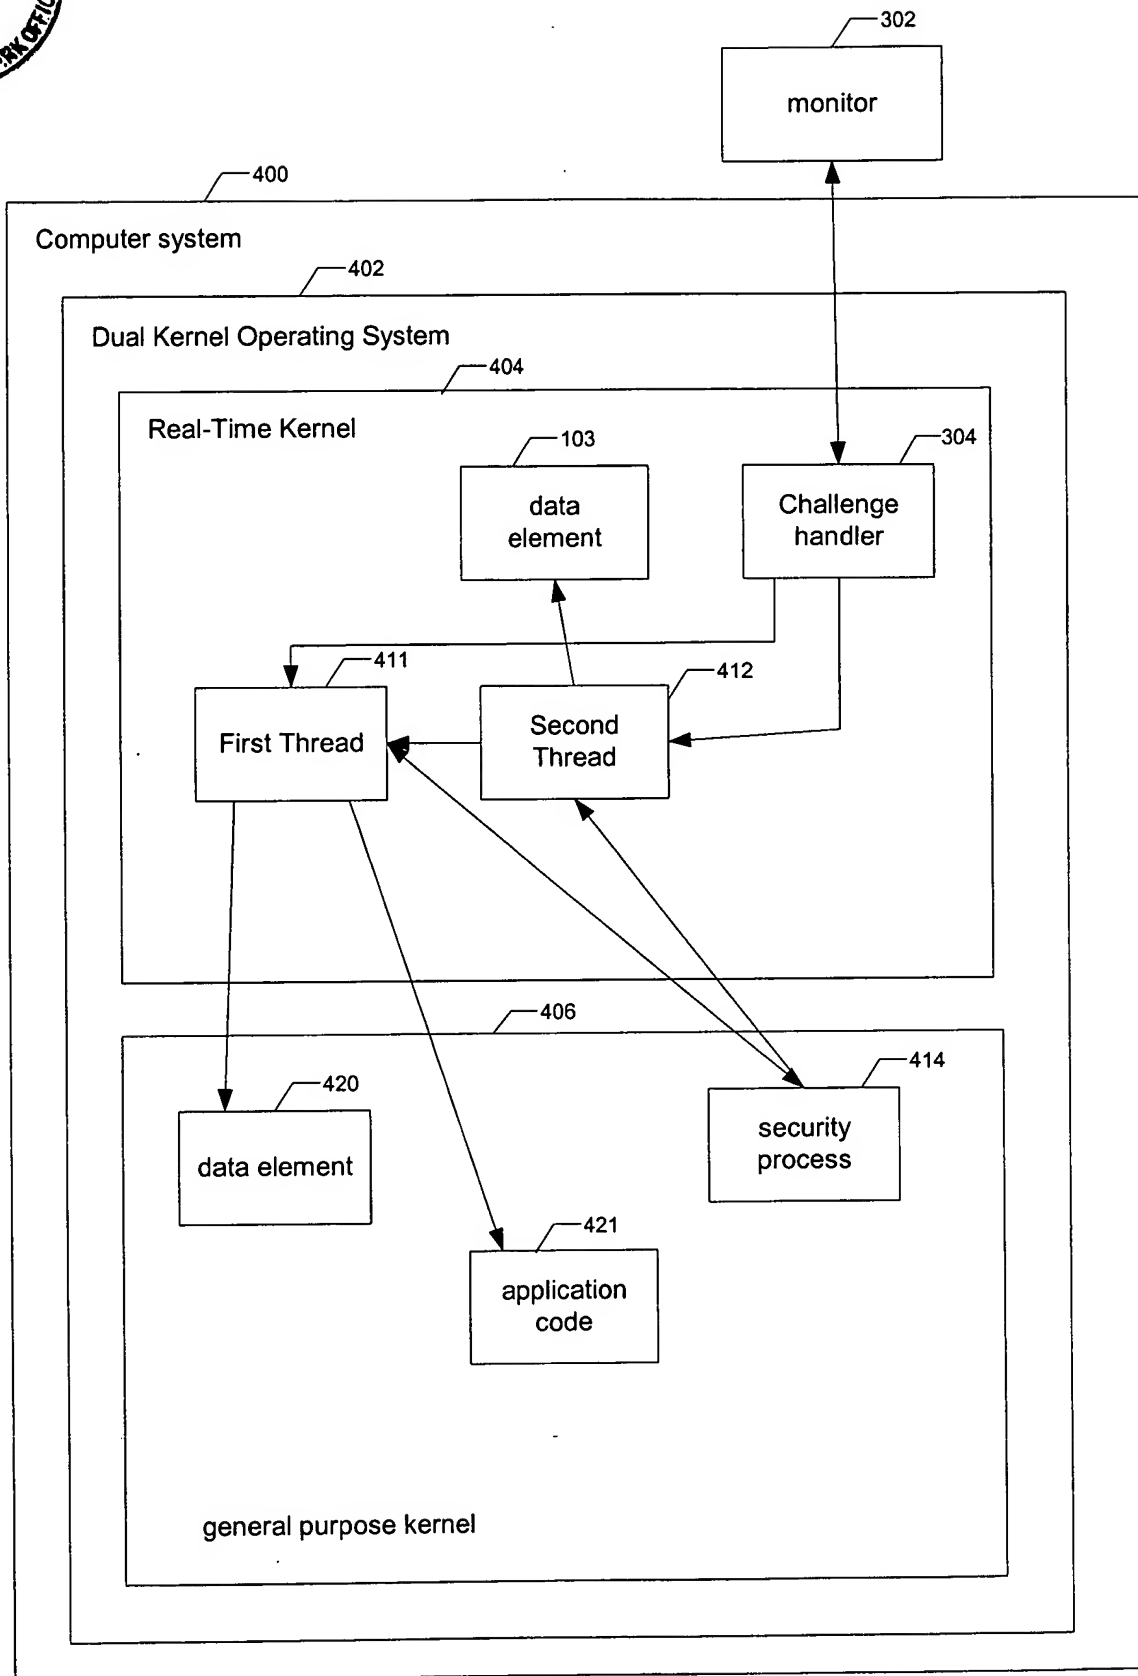 302
monitor
400
Computer system
402
Dual Kernel Operating System
404
Real-Time Kernel
103
304
data
element
Challenge
handler
411
412
First Thread
Second
Thread
406
414
420
security
process
data element
421
application
code
general purpose kernel